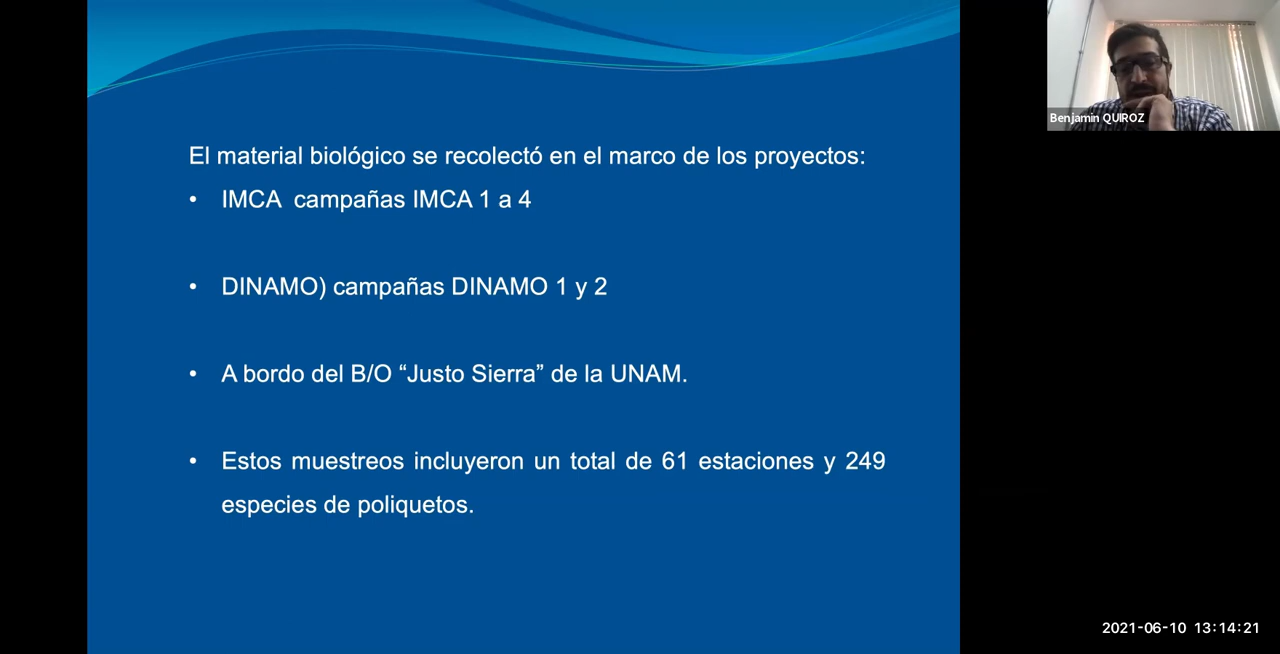 El material biológico se recolectó en el marco de los proyectos:
• IMCA  campañas IMCA 1 a 4
• DINAMO) campañas DINAMO 1 y 2
• A bordo del B/O “Justo Sierra” de la UNAM.
• Estos muestreos incluyeron un total de 61 estaciones y 249
especies de poliquetos.
Benjamin QUIROZ
2021-06-10 13:14:21